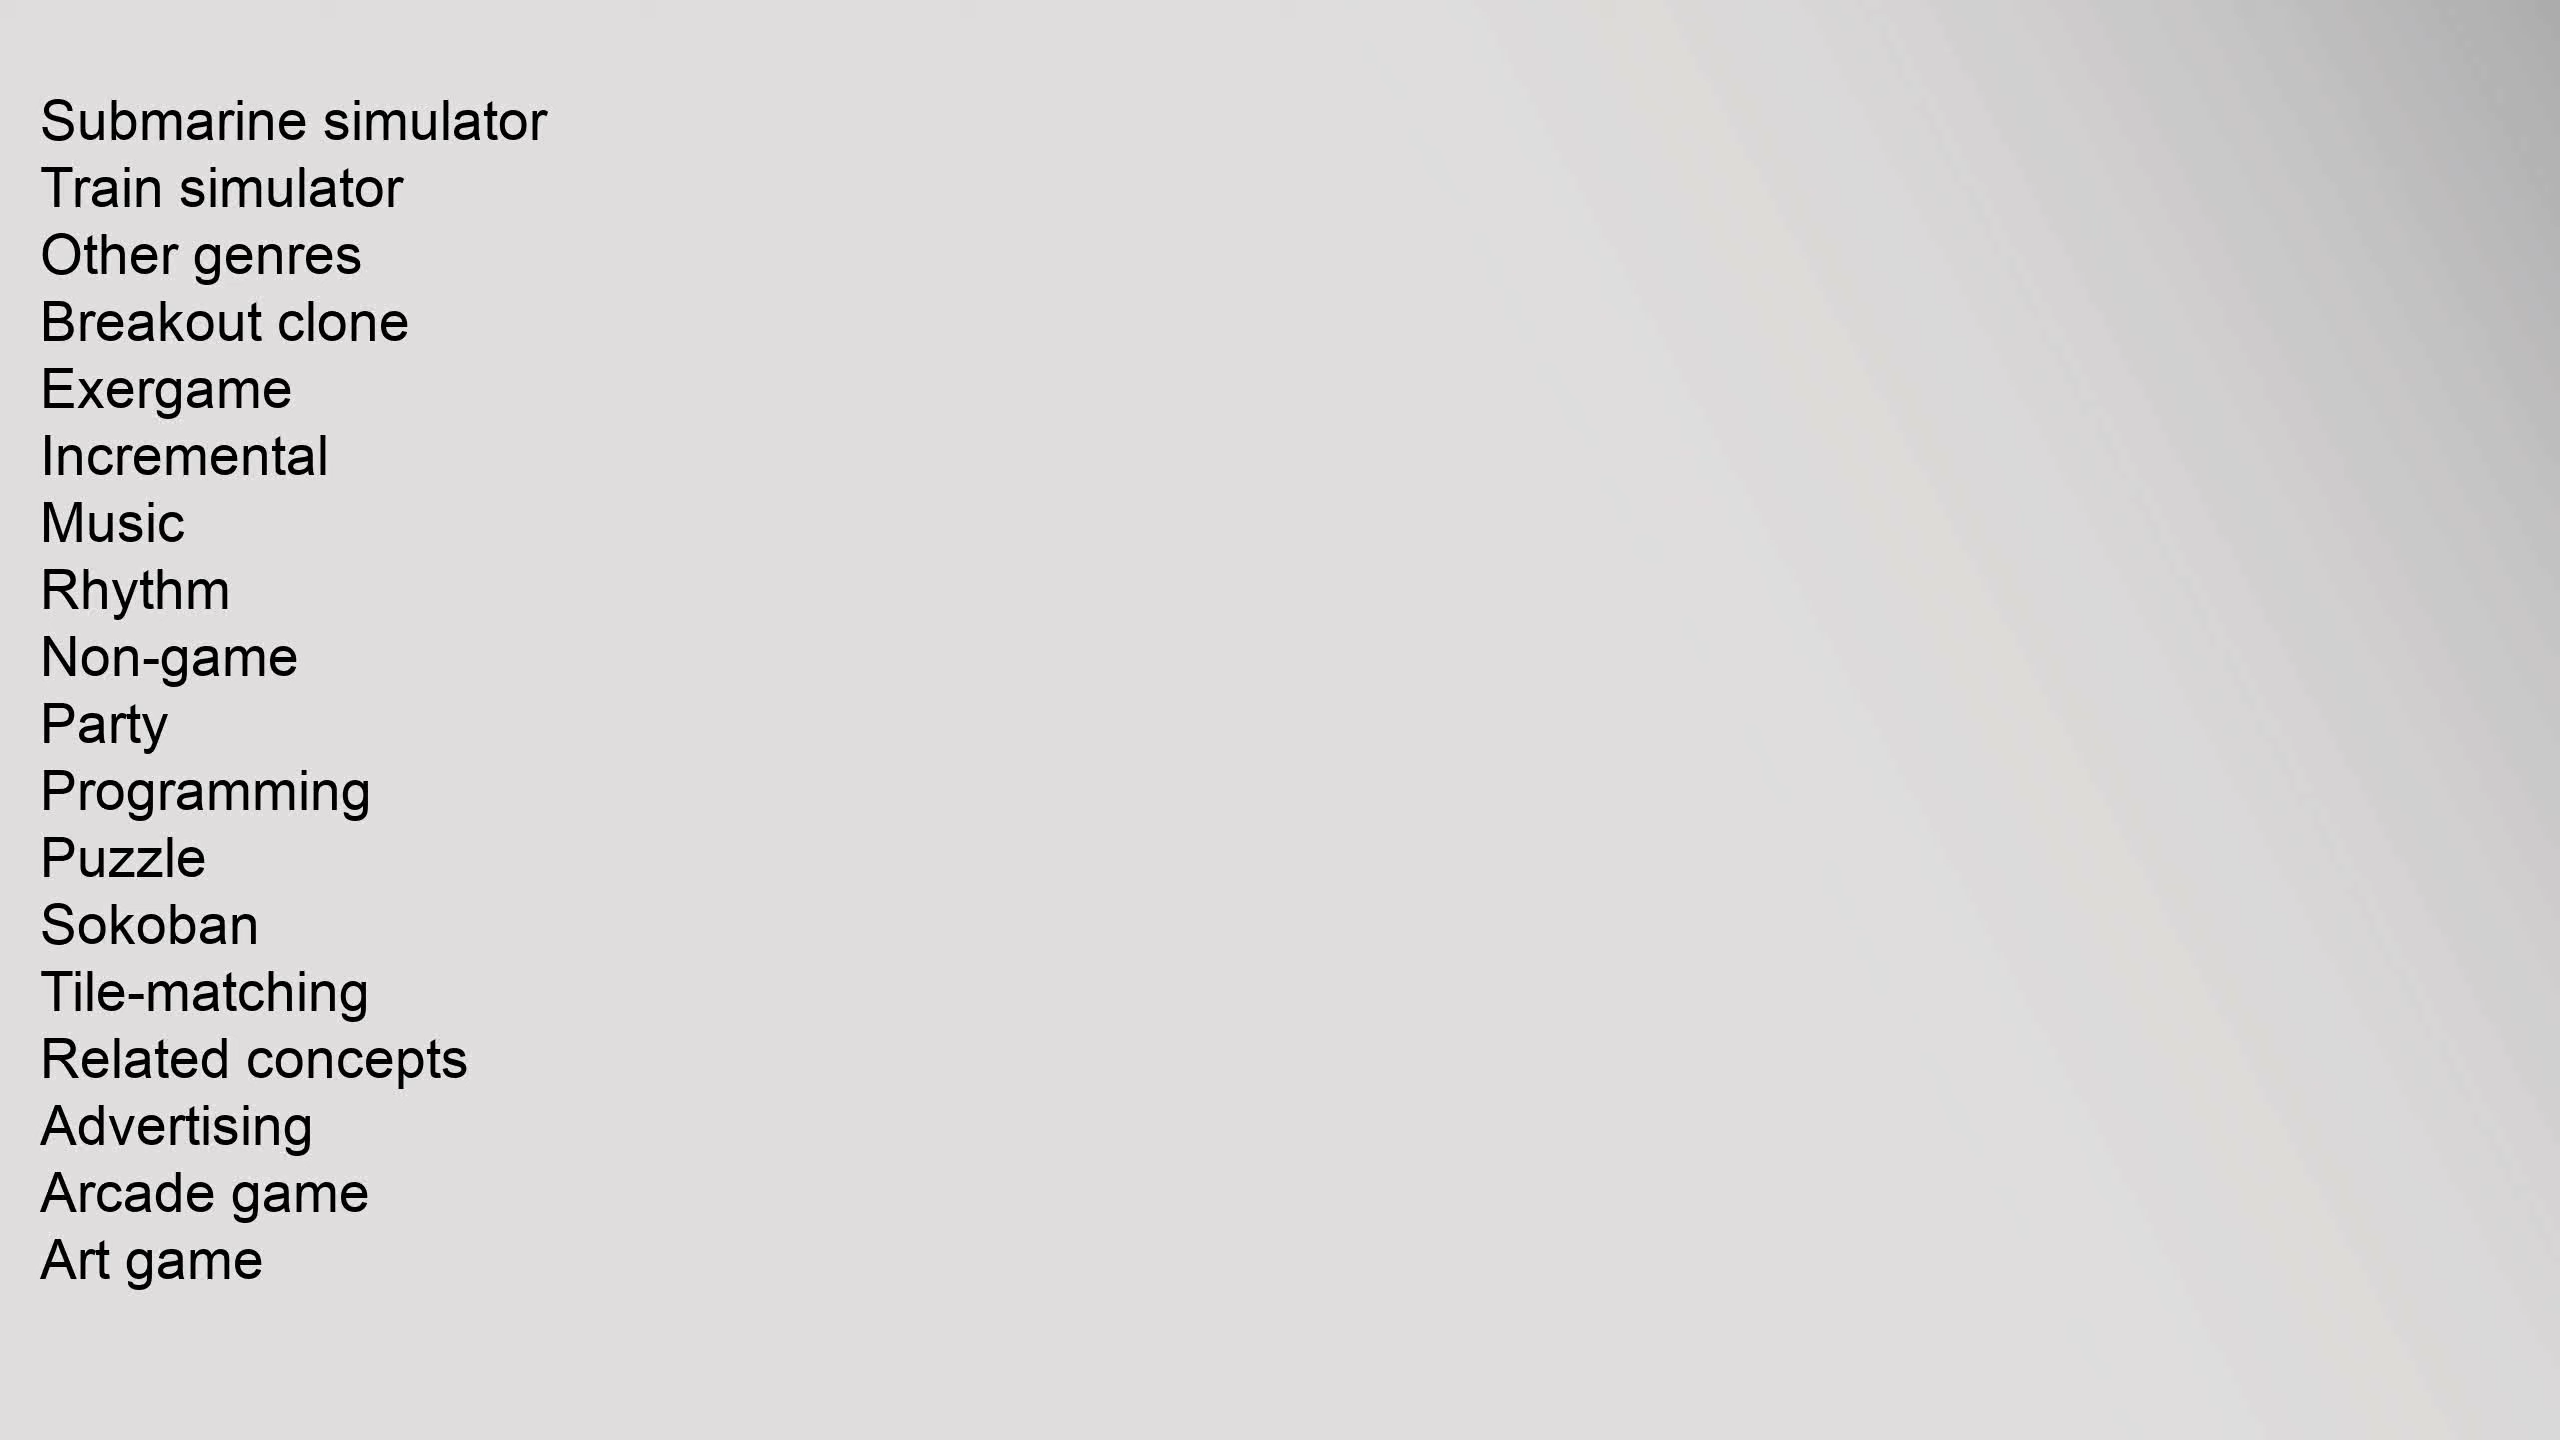 Submarine simulator
Train simulator
Other genres
Breakout clone
Exergame
Incremental
Music
Rhythm
Non-game
Party
Programming
Puzzle
Sokoban
Tile-matching
Related concepts
Advertising
Arcade game
Art game